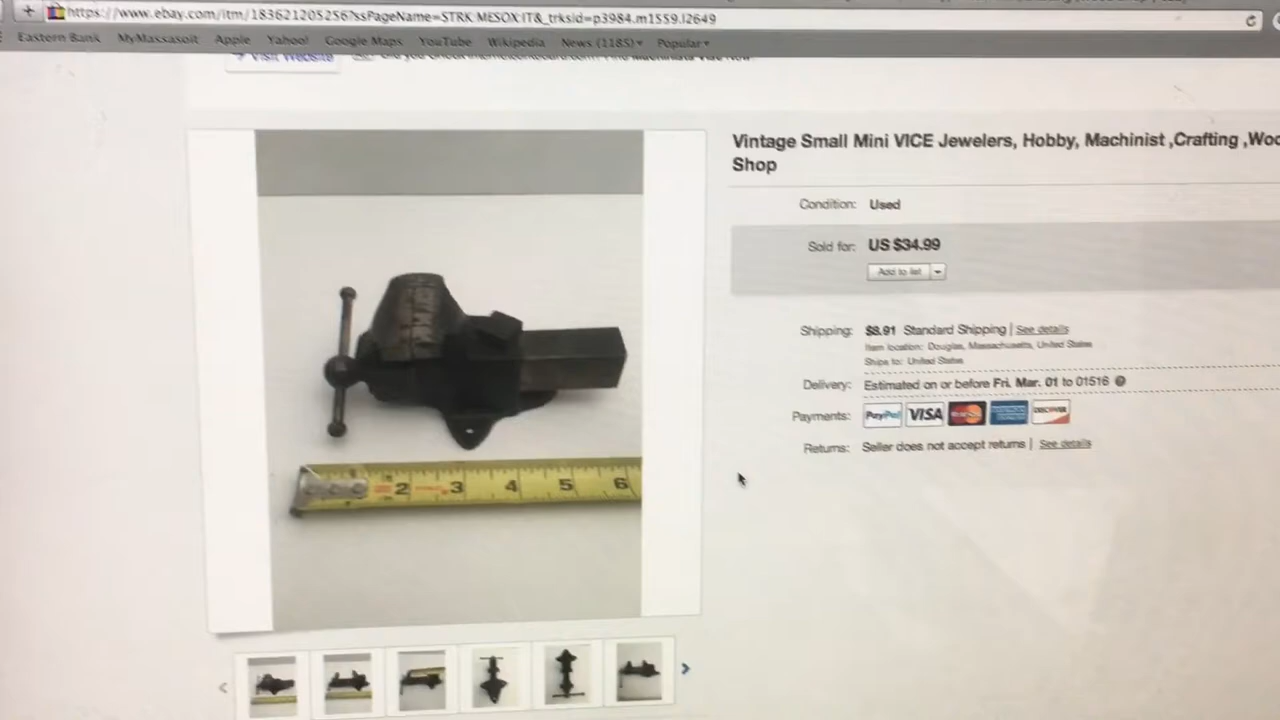 https://www.ebay.com/itm/183621205256?ssPageName=STRK:MESOX:IT&_trksid=p3984.m1559.l2649
Eastern Bank MyMassasoit Apple Yahoo! Google Maps YouTube Wikipedia News (1185) Popular
Visit Website
Vintage Small Mini VICE Jewelers, Hobby, Machinist ,Crafting ,Woo
Shop
Condition: Used
Sold for: US $34.99
Add to list
Shipping: $8.91 Standard Shipping | See details
Item location: Douglas, Massachusetts, United States
Ships to: United States
Delivery: Estimated on or before Fri. Mar. 01 to 01516
Payments: PayPal VISA DISCOVER
Returns: Seller does not accept returns | See details
2 3 4 5 6